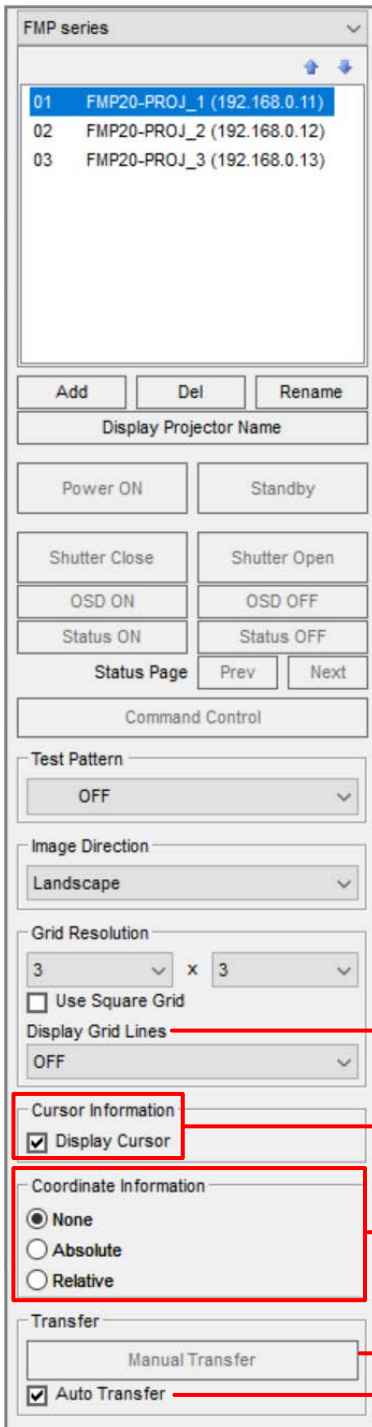 FMP series
01 FMP20-PROJ_1 (192.168.0.11)
02 FMP20-PROJ_2 (192.168.0.12)
03 FMP20-PROJ_3 (192.168.0.13)
Add Del Rename
Display Projector Name
Power ON Standby
Shutter Close Shutter Open
OSD ON OSD OFF
Status ON Status OFF
Status Page Prev Next
Command Control
Test Pattern
OFF
Image Direction
Landscape
Grid Resolution
3 x 3
Use Square Grid
Display Grid Lines
OFF
Cursor Information
Display Cursor
Coordinate Information
None
Absolute
Relative
Transfer
Manual Transfer
Auto Transfer